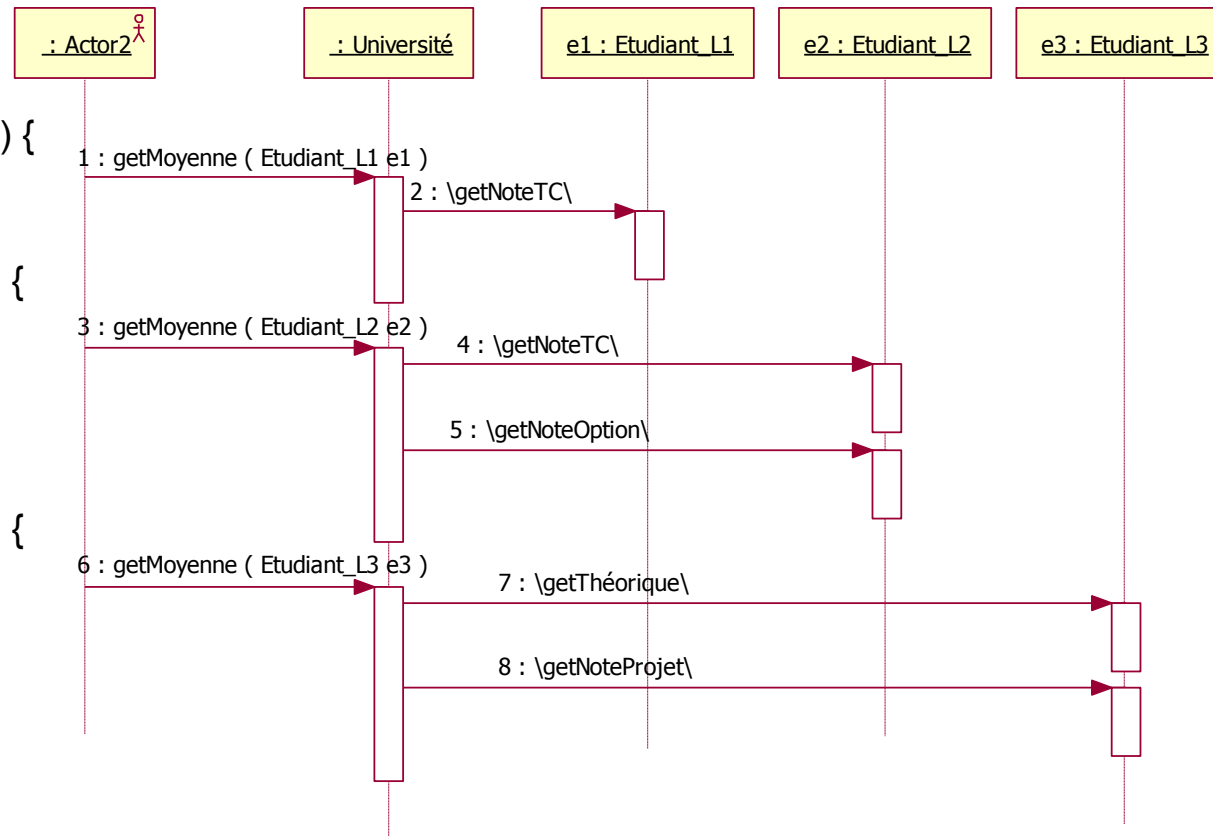 : Actor2
: Université
e1 : Etudiant_L1
e2 : Etudiant_L2
e3 : Etudiant_L3
) {
1 : getMoyenne ( Etudiant_L1 e1 )
2 : \getNoteTC\
{
3 : getMoyenne ( Etudiant_L2 e2 )
4 : \getNoteTC\
5 : \getNoteOption\
{
6 : getMoyenne ( Etudiant_L3 e3 )
7 : \getThéorique\
8 : \getNoteProjet\